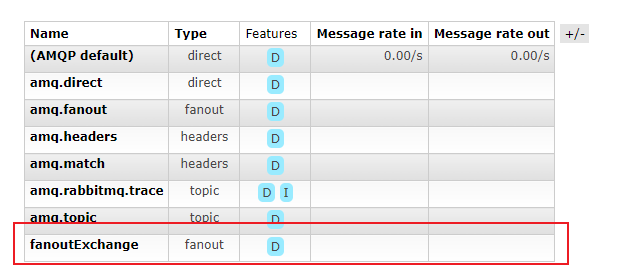 Name Type Features Message rate in Message rate out +/-
(AMQP default) direct D 0.00/s 0.00/s
amq.direct direct D
amq.fanout fanout D
amq.headers headers D
amq.match headers D
amq.rabbitmq.trace topic D I
amq.topic topic D
fanoutExchange fanout D